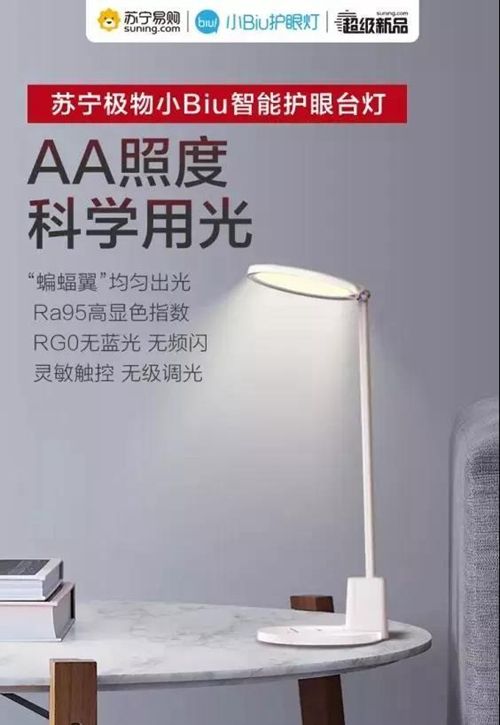 苏宁易购
suning.com
biu!
小Biu护眼灯
suning.com
超级新品
苏宁极物小Biu智能护眼台灯
AA照度
科学用光
“蝙蝠翼”均匀出光
Ra95高显色指数
RG0无蓝光 无频闪
灵敏触控 无级调光